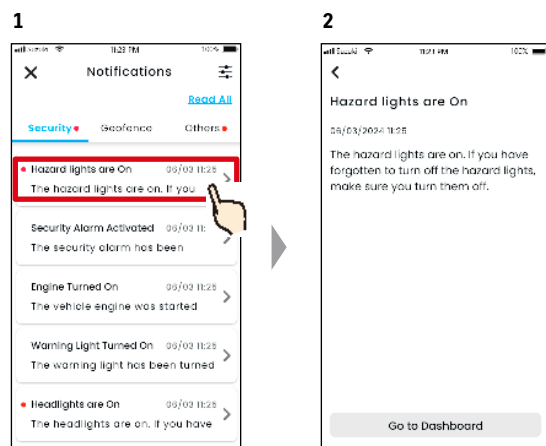 1
11:23 PM
100%
Notifications
Read All
Security
Geofence
Others
Hazard lights are On 06/03 11:25
The hazard lights are on. If you
Security Alarm Activated 06/03 11:
The security alarm has been
Engine Turned On 06/03 11:25
The vehicle engine was started
Warning Light Turned On 06/03 11:25
The warning light has been turned
Headlights are On 06/03 11:25
The headlights are on. If you have
2
Suzuki
11:21 PM
100%
Hazard lights are On
06/03/2024 11:25
The hazard lights are on. If you have
forgotten to turn off the hazard lights,
make sure you turn them off.
Go to Dashboard